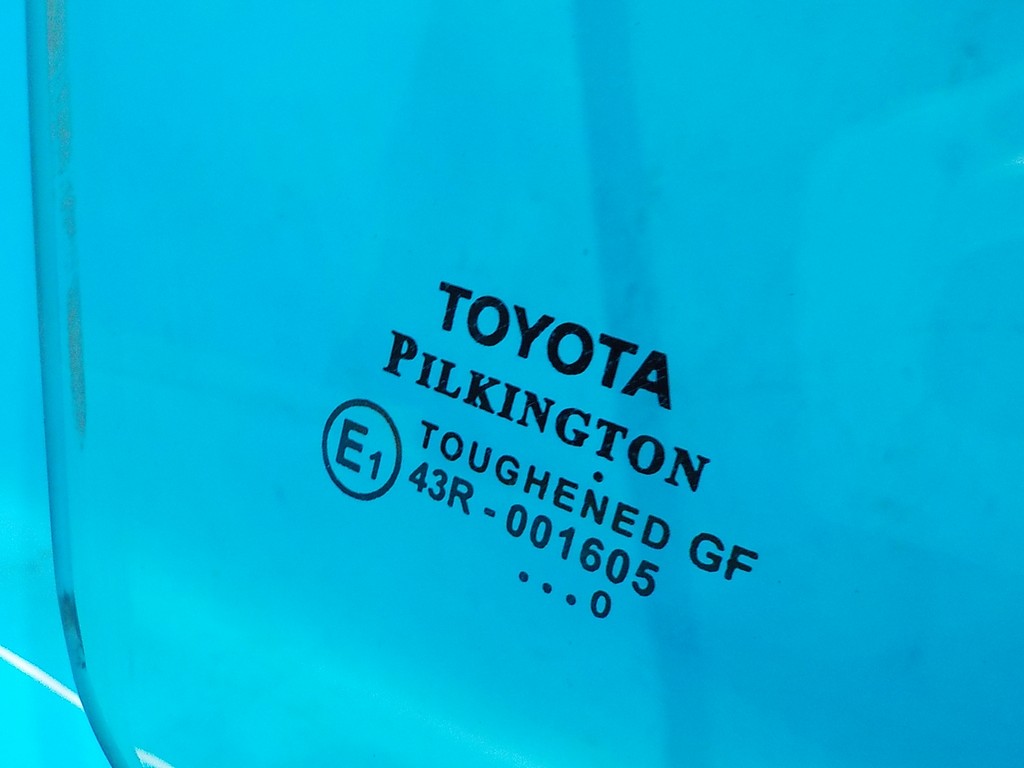 TOYOTA
PILKINGTON
E1 TOUGHENED GF
43R - 001605
...0